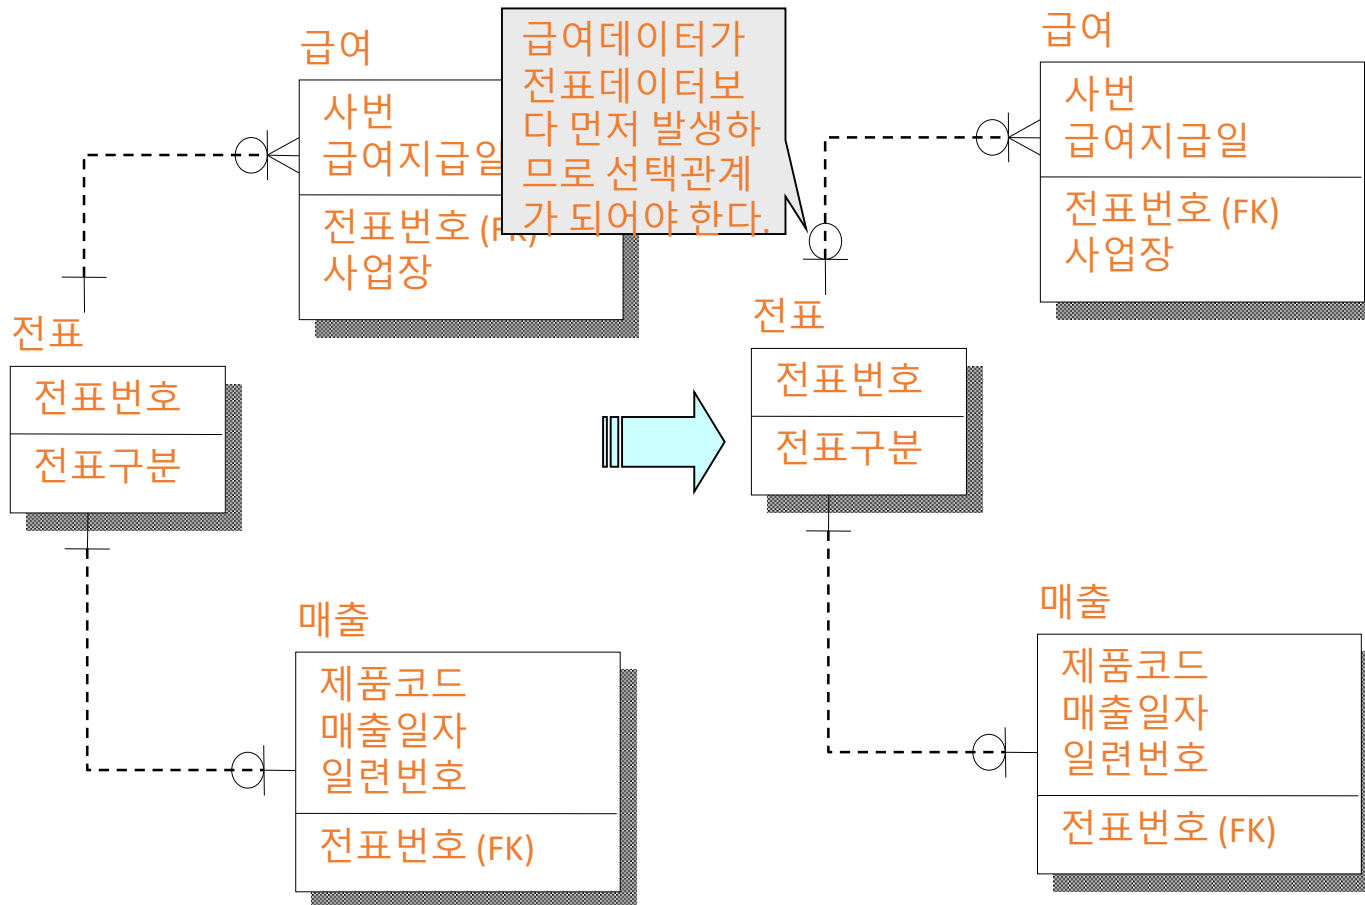 급여
사번
급여지급일
전표번호 (FK)
사업장
급여데이터가
전표데이터보
다 먼저 발생하
므로 선택관계
가 되어야 한다.
전표
전표번호
전표구분
매출
제품코드
매출일자
일련번호
전표번호 (FK)
급여
사번
급여지급일
전표번호 (FK)
사업장
전표
전표번호
전표구분
매출
제품코드
매출일자
일련번호
전표번호 (FK)